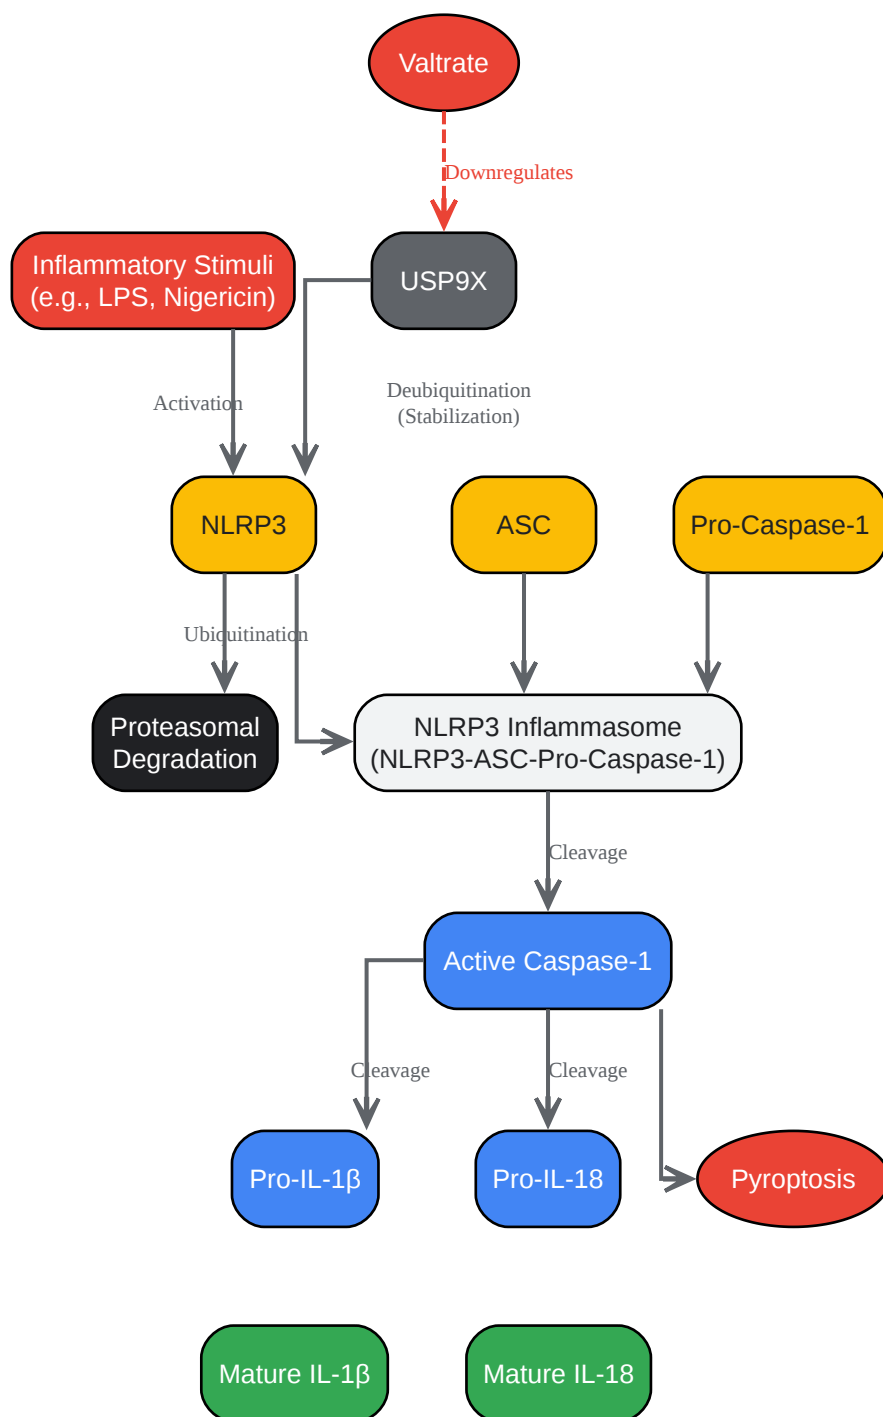 Valtrate
Downregulates
Inflammatory Stimuli
(e.g., LPS, Nigericin)
USP9X
Activation
Deubiquitination
(Stabilization)
NLRP3
ASC
Pro-Caspase-1
Ubiquitination
Proteasomal
Degradation
NLRP3 Inflammasome
(NLRP3-ASC-Pro-Caspase-1)
Cleavage
Active Caspase-1
Cleavage
Cleavage
Pro-IL-1β
Pro-IL-18
Pyroptosis
Mature IL-1β
Mature IL-18